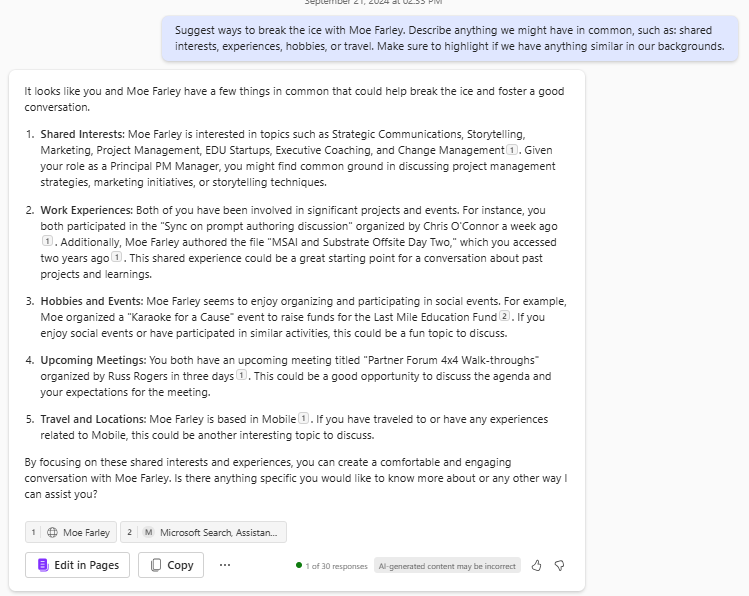 September 21, 2024 at 02:53 PM
Suggest ways to break the ice with Moe Farley. Describe anything we might have in common, such as: shared
interests, experiences, hobbies, or travel. Make sure to highlight if we have anything similar in our backgrounds.
It looks like you and Moe Farley have a few things in common that could help break the ice and foster a good
conversation.
1. Shared Interests: Moe Farley is interested in topics such as Strategic Communications, Storytelling,
Marketing, Project Management, EDU Startups, Executive Coaching, and Change Management 1 . Given
your role as a Principal PM Manager, you might find common ground in discussing project management
strategies, marketing initiatives, or storytelling techniques.
2. Work Experiences: Both of you have been involved in significant projects and events. For instance, you
both participated in the "Sync on prompt authoring discussion" organized by Chris O'Connor a week ago
1 . Additionally, Moe Farley authored the file "MSAI and Substrate Offsite Day Two," which you accessed
two years ago 1 . This shared experience could be a great starting point for a conversation about past
projects and learnings.
3. Hobbies and Events: Moe Farley seems to enjoy organizing and participating in social events. For example,
Moe organized a "Karaoke for a Cause" event to raise funds for the Last Mile Education Fund 2 . If you
enjoy social events or have participated in similar activities, this could be a fun topic to discuss.
4. Upcoming Meetings: You both have an upcoming meeting titled "Partner Forum 4x4 Walk-throughs"
organized by Russ Rogers in three days 1 . This could be a good opportunity to discuss the agenda and
your expectations for the meeting.
5. Travel and Locations: Moe Farley is based in Mobile 1 . If you have traveled to or have any experiences
related to Mobile, this could be another interesting topic to discuss.
By focusing on these shared interests and experiences, you can create a comfortable and engaging
conversation with Moe Farley. Is there anything specific you would like to know more about or any other way I
can assist you?
1 Moe Farley 2 M Microsoft Search, Assistan...
Edit in Pages Copy ... 1 of 30 responses AI-generated content may be incorrect